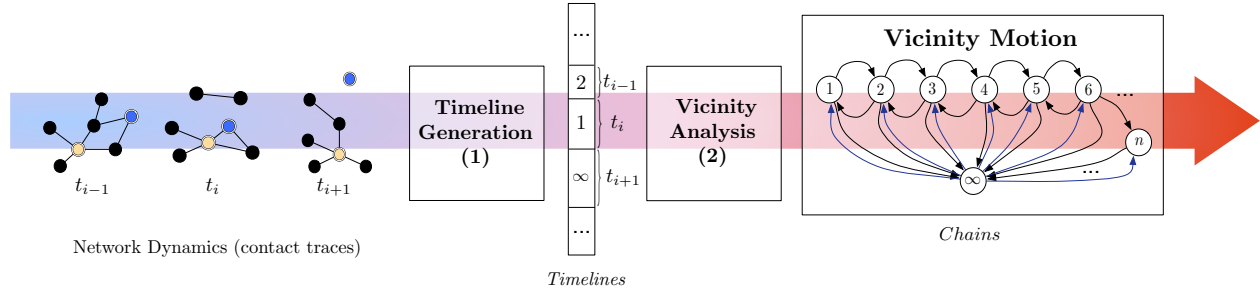 t_{i-1}
t_i
t_{i+1}
Network Dynamics (contact traces)
Timeline
Generation
(1)
...
2
t_{i-1}
1
t_i
∞
t_{i+1}
...
Timelines
Vicinity
Analysis
(2)
Vicinity Motion
1 2 3 4 5 6 ...
n
∞
...
Chains